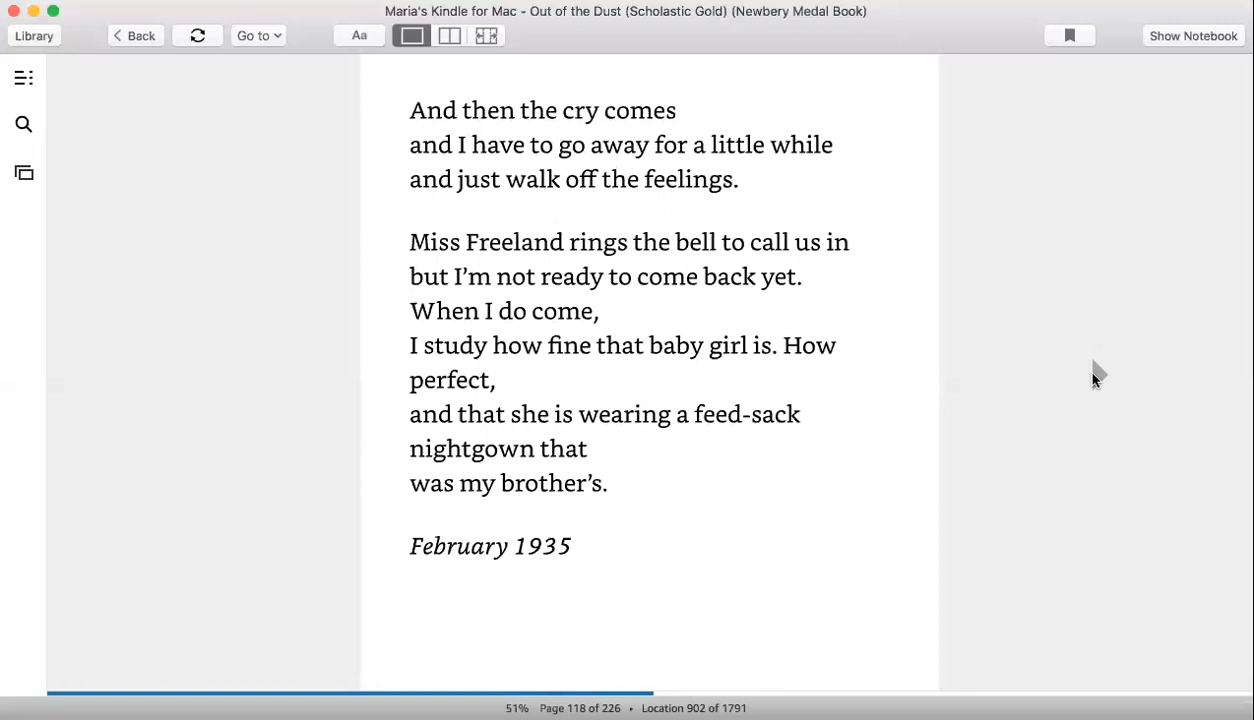 Maria's Kindle for Mac - Out of the Dust (Scholastic Gold) (Newbery Medal Book)
Library
Back
Go to
Aa
Show Notebook
And then the cry comes
and I have to go away for a little while
and just walk off the feelings.
Miss Freeland rings the bell to call us in
but I’m not ready to come back yet.
When I do come,
I study how fine that baby girl is. How
perfect,
and that she is wearing a feed-sack
nightgown that
was my brother’s.
February 1935
51% Page 118 of 226 • Location 902 of 1791